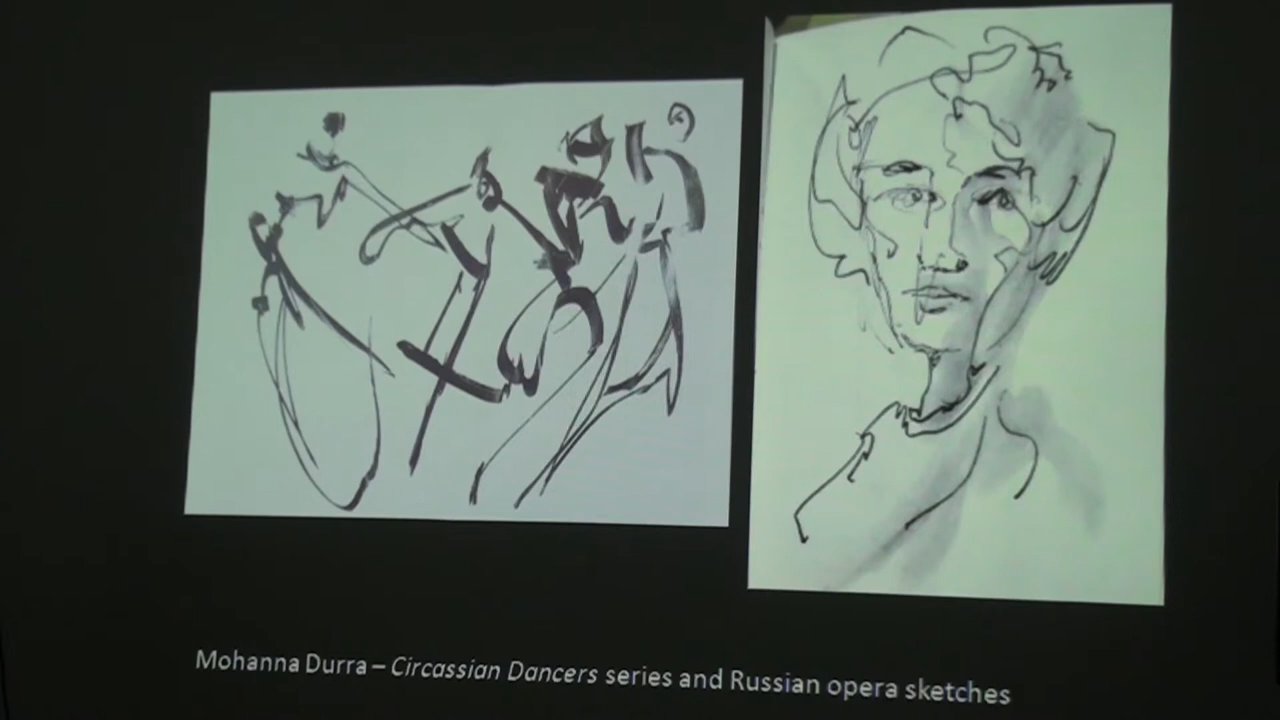 Mohanna Durra – Circassian Dancers series and Russian opera sketches